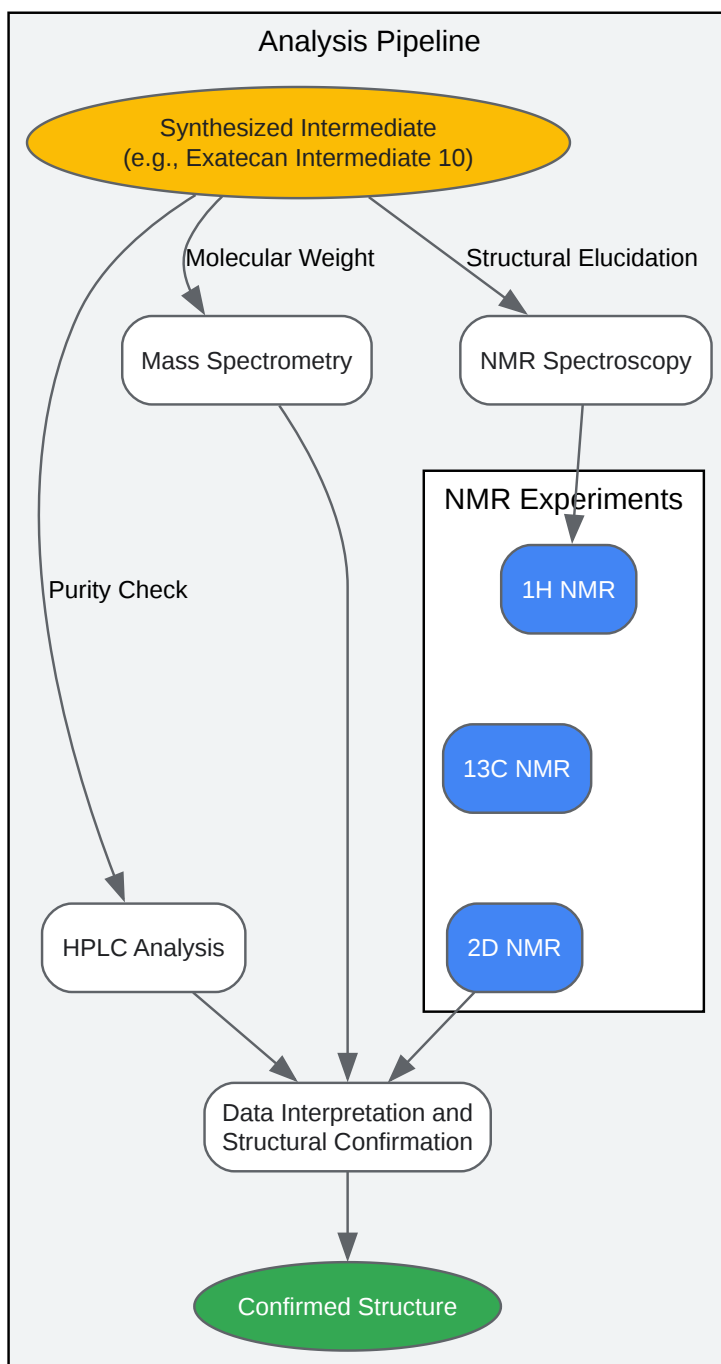 Analysis Pipeline
Synthesized Intermediate
(e.g., Exatecan Intermediate 10)
Molecular Weight
Structural Elucidation
Mass Spectrometry
NMR Spectroscopy
NMR Experiments
1H NMR
Purity Check
13C NMR
HPLC Analysis
2D NMR
Data Interpretation and
Structural Confirmation
Confirmed Structure